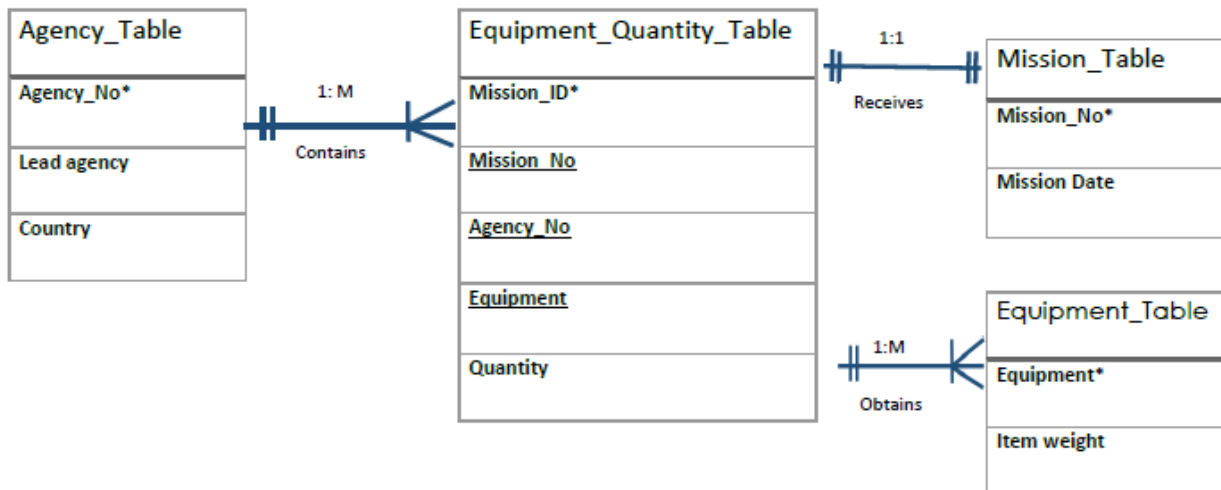 Agency_Table
Agency_No*
Lead agency
Country
1: M
Contains
Equipment_Quantity_Table
Mission_ID*
Mission_No
Agency_No
Equipment
Quantity
1:1
Receives
Mission_Table
Mission_No*
Mission Date
1:M
Obtains
Equipment_Table
Equipment*
Item weight